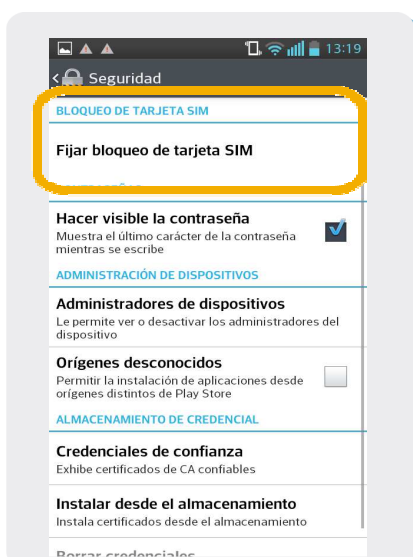 13:19
Seguridad
BLOQUEO DE TARJETA SIM
Fijar bloqueo de tarjeta SIM
Hacer visible la contraseña
Muestra el último carácter de la contraseña
mientras se escribe
ADMINISTRACIÓN DE DISPOSITIVOS
Administradores de dispositivos
Le permite ver o desactivar los administradores del
dispositivo
Orígenes desconocidos
Permitir la instalación de aplicaciones desde
orígenes distintos de Play Store
ALMACENAMIENTO DE CREDENCIAL
Credenciales de confianza
Exhibe certificados de CA confiables
Instalar desde el almacenamiento
Instala certificados desde el almacenamiento
Borrar credenciales